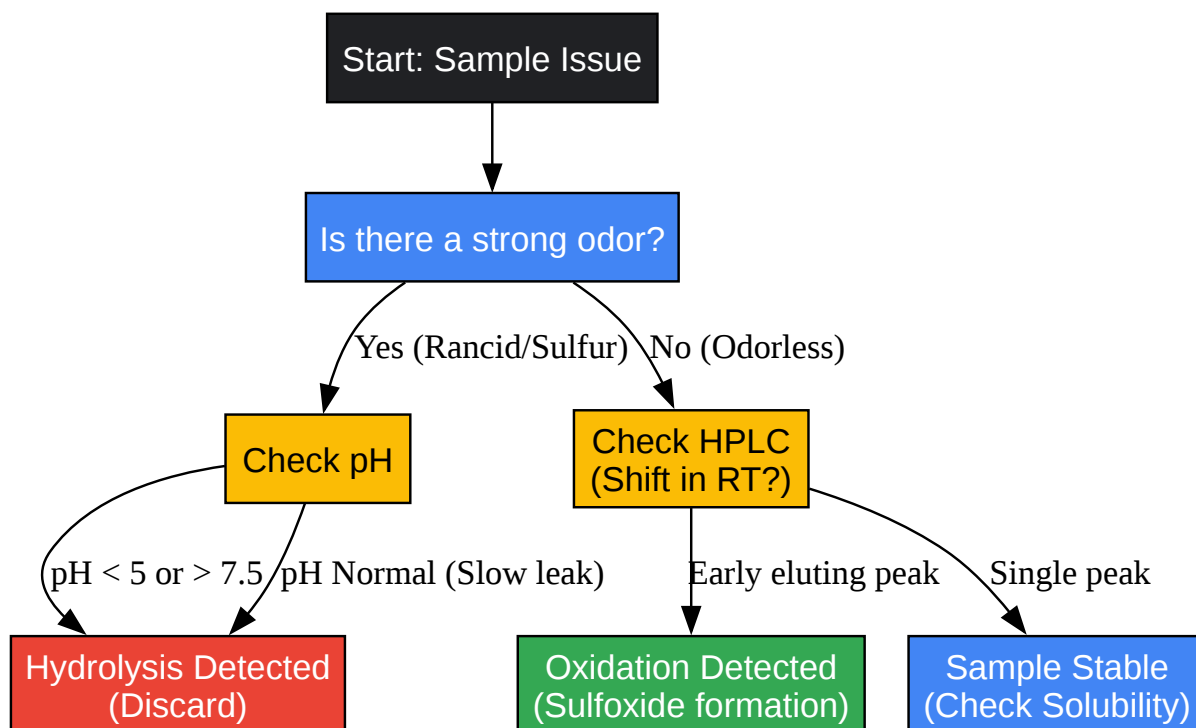 Start: Sample Issue
Is there a strong odor?
Yes (Rancid/Sulfur)
No (Odorless)
Check pH
Check HPLC
(Shift in RT?)
pH < 5 or > 7.5
pH Normal (Slow leak)
Early eluting peak
Single peak
Hydrolysis Detected
(Discard)
Oxidation Detected
(Sulfoxide formation)
Sample Stable
(Check Solubility)